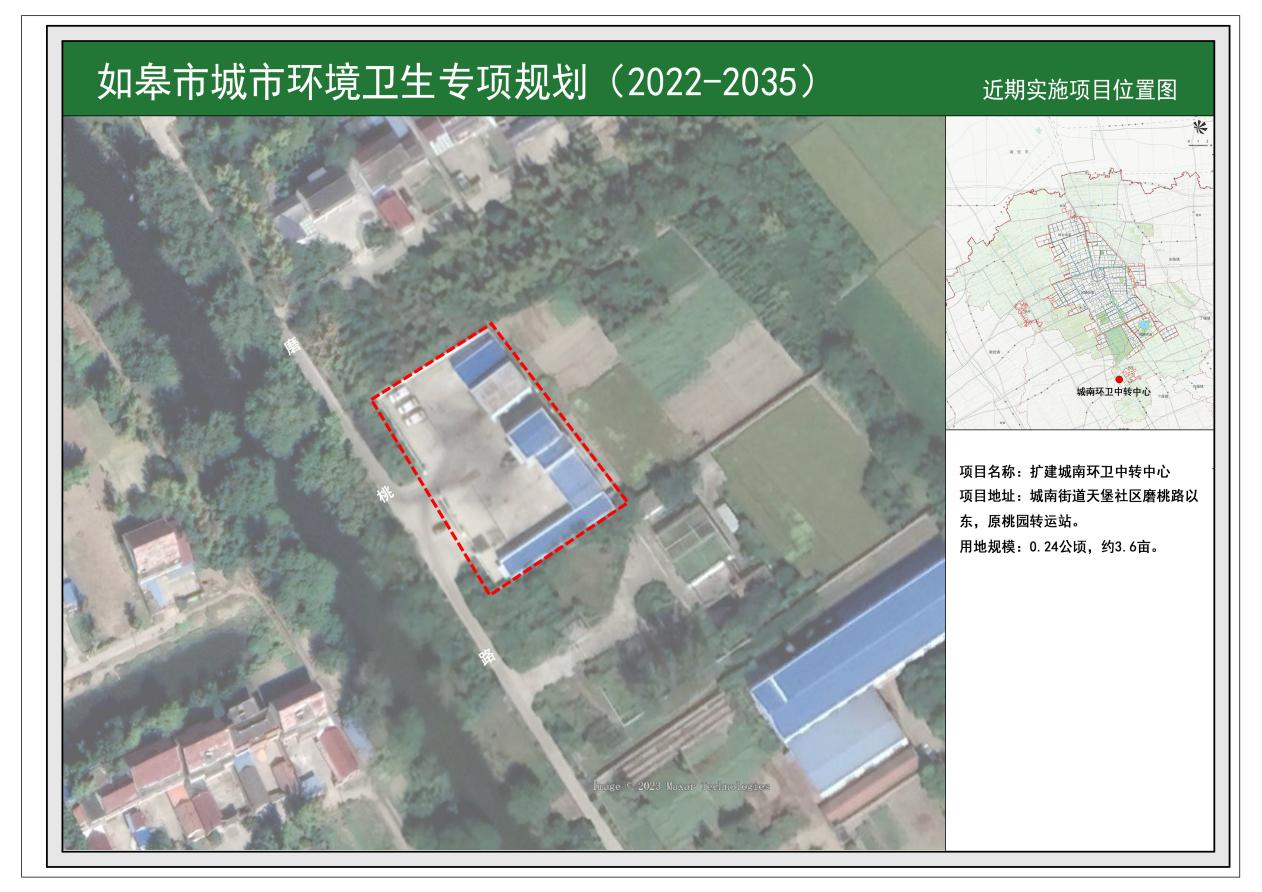 如皋市城市环境卫生专项规划（2022-2035）
近期实施项目位置图
磨
桃
路
Image © 2023 Maxar Technologies
城南环卫中转中心
项目名称：扩建城南环卫中转中心
项目地址：城南街道天堡社区磨桃路以
东，原桃园转运站。
用地规模：0.24公顷，约3.6亩。